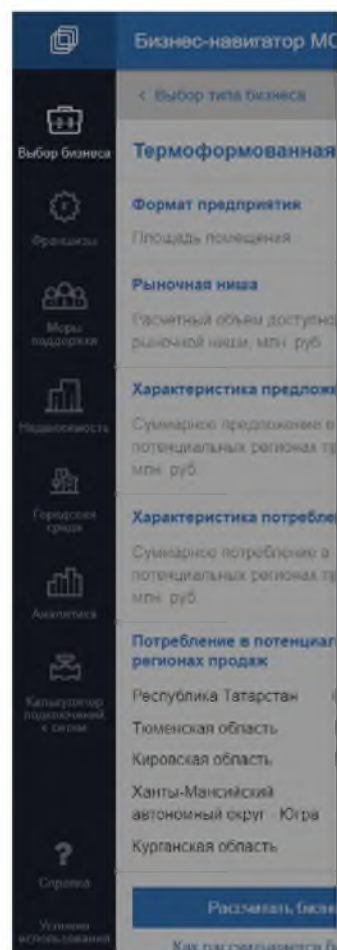 Бизнес-навигатор МС
< Выбор типа бизнеса
Выбор бизнеса
Термоформованная
Франшизы
Формат предприятия
Площадь помещения
Меры
поддержки
Рыночная ниша
Расчетный объем доступно
рыночной ниши, млн. руб.
Недвижимость
Характеристика предлож
Суммарное предложение в
потенциальных регионах пр
млн. руб.
Городская
среда
Характеристика потребле
Суммарное потребление в
потенциальных регионах пр
млн. руб.
Аналитика
Потребление в потенциал
регионах продаж
Калькулятор
подключений
к сетям
Республика Татарстан
Тюменская область
Кировская область
Ханты-Мансийский
автономный округ - Югра
Курганская область
?
Справка
Рассчитать бизне
Условия
использования
Как рассчитывается б